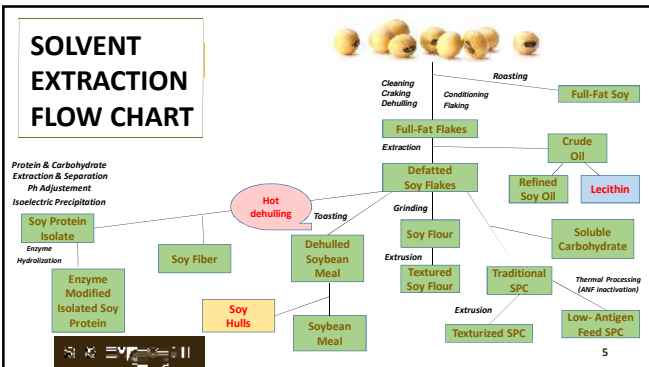 SOLVENT
EXTRACTION
FLOW CHART
Roasting
Cleaning
Craking
Dehulling
Conditioning
Flaking
Full-Fat Soy
Full-Fat Flakes
Extraction
Crude
Oil
Protein & Carbohydrate
Extraction & Separation
Ph Adjustement
Isoelectric Precipitation
Defatted
Soy Flakes
Refined
Soy Oil
Lecithin
Hot
dehulling
Toasting
Grinding
Soy Protein
Isolate
Enzyme
Hydrolization
Soy Fiber
Dehulled
Soybean
Meal
Soy Flour
Soluble
Carbohydrate
Extrusion
Enzyme
Modified
Isolated Soy
Protein
Textured
Soy Flour
Traditional
SPC
Thermal Processing
(ANF inactivation)
Soy
Hulls
Soybean
Meal
Extrusion
Texturized SPC
Low- Antigen
Feed SPC
5